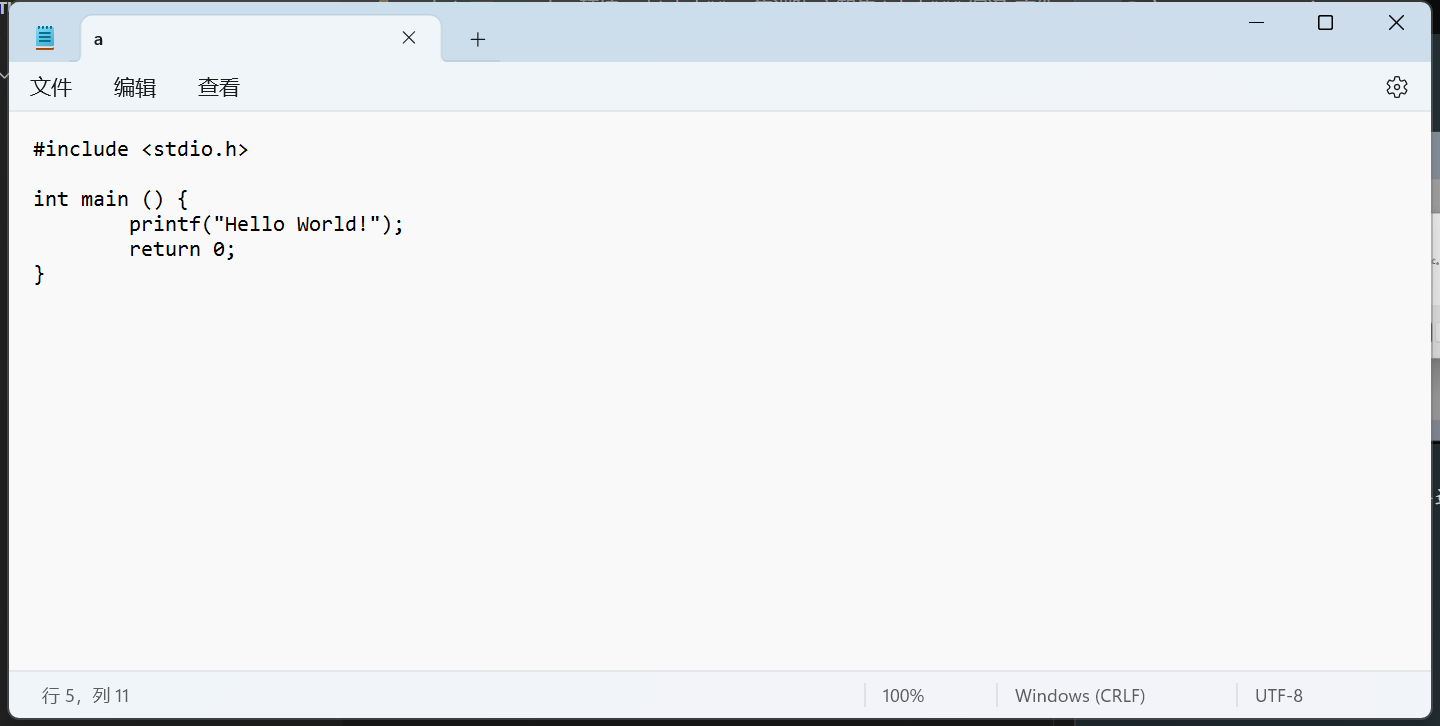 a
文件 编辑 查看
#include <stdio.h>

int main () {
        printf("Hello World!");
        return 0;
}
行 5，列 11 100% Windows (CRLF) UTF-8